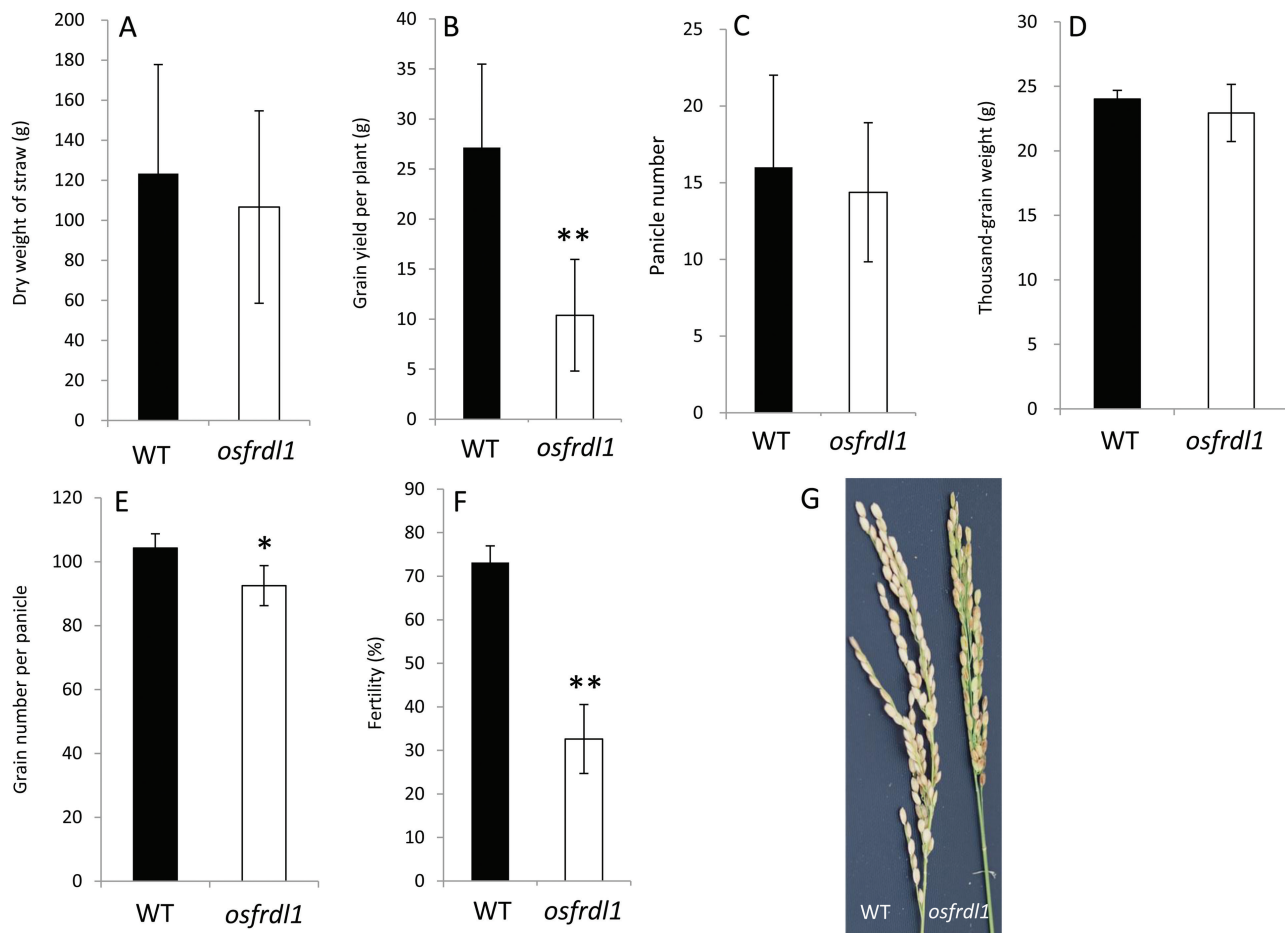 A
Dry weight of straw (g)
200
180
160
140
120
100
80
60
40
20
0
WT
osfrdl1
B
Grain yield per plant (g)
40
35
30
25
20
15
10
5
0
**
WT
osfrdl1
C
Panicle number
25
20
15
10
5
0
WT
osfrdl1
D
Thousand-grain weight (g)
30
25
20
15
10
5
0
WT
osfrdl1
E
Grain number per panicle
120
100
80
60
40
20
0
*
WT
osfrdl1
F
Fertility (%)
90
80
70
60
50
40
30
20
10
0
**
WT
osfrdl1
G
WT osfrdl1